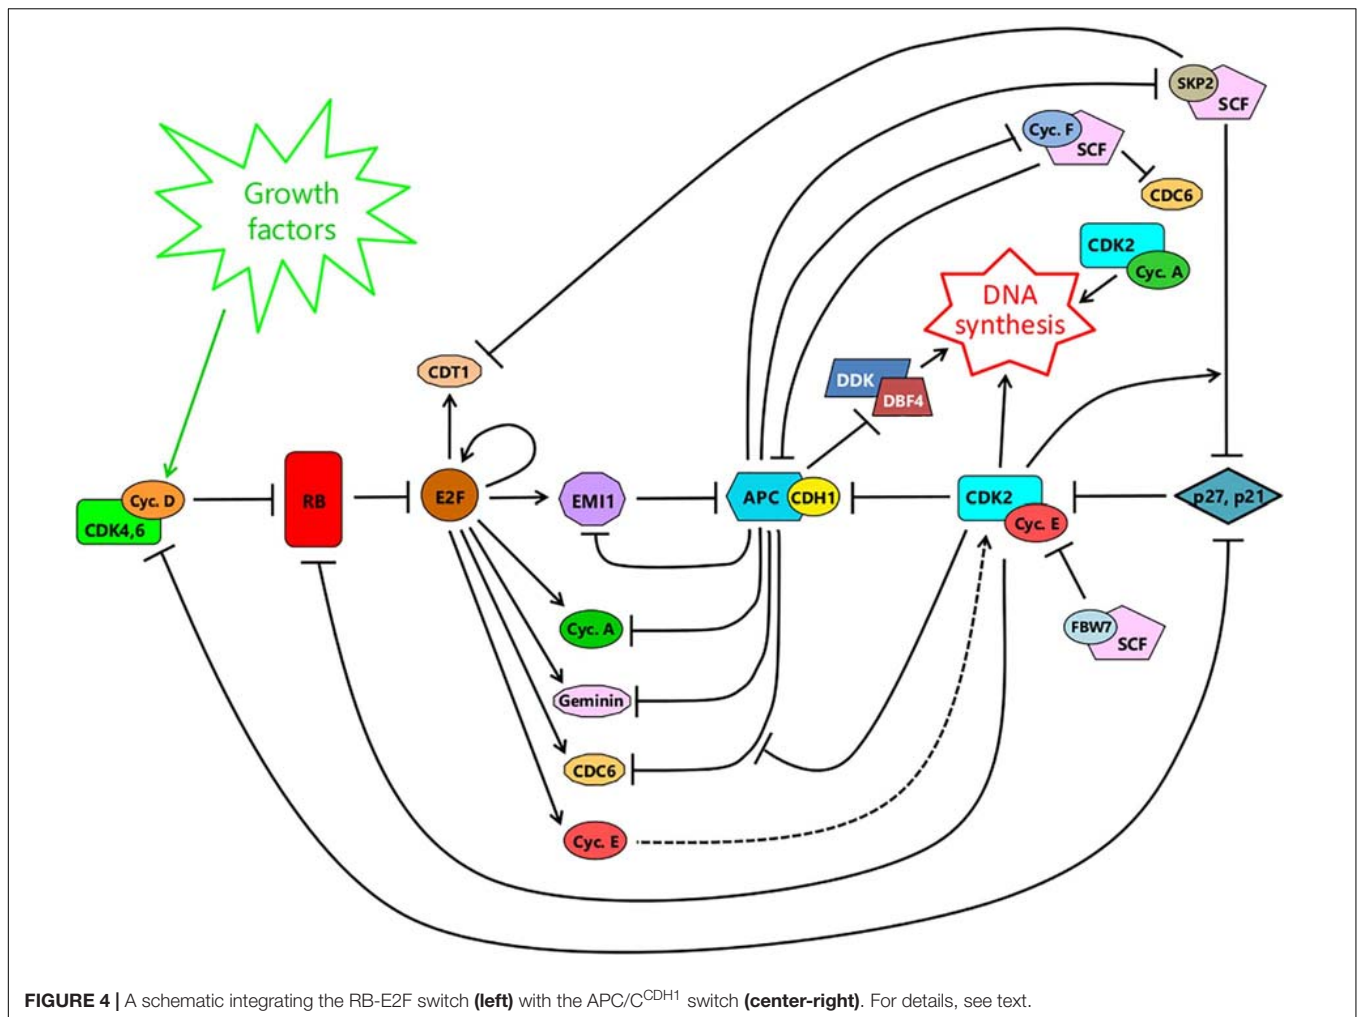 SKP2
SCF
Cyc. F
SCF
CDC6
Growth
factors
CDK2
Cyc. A
DNA
synthesis
CDT1
DDK
DBF4
Cyc. D
CDK4,6
RB
E2F
EMI1
APC
CDH1
CDK2
Cyc. E
p27, p21
Cyc. A
FBW7
SCF
Geminin
CDC6
Cyc. E
FIGURE 4 | A schematic integrating the RB-E2F switch (left) with the APC/C^CDH1 switch (center-right). For details, see text.